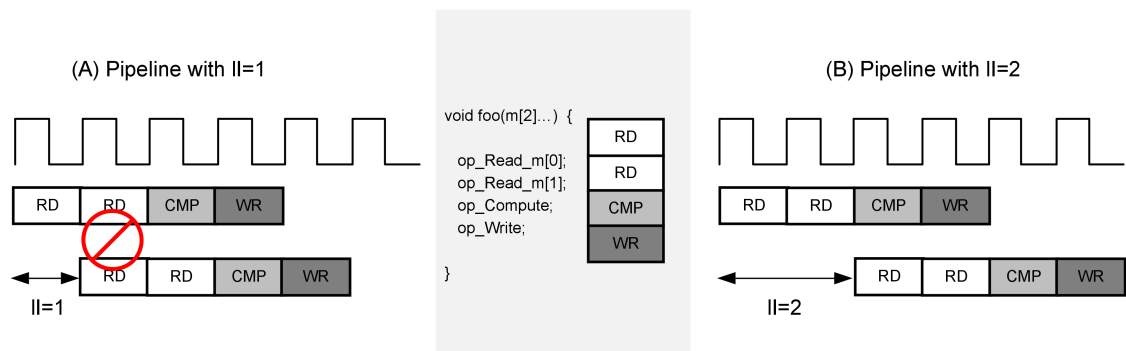 (A) Pipeline with II=1
RD RD CMP WR
RD RD CMP WR
II=1
void foo(m[2]…) {
op_Read_m[0];
op_Read_m[1];
op_Compute;
op_Write;
}
RD
RD
CMP
WR
(B) Pipeline with II=2
RD RD CMP WR
RD RD CMP WR
II=2